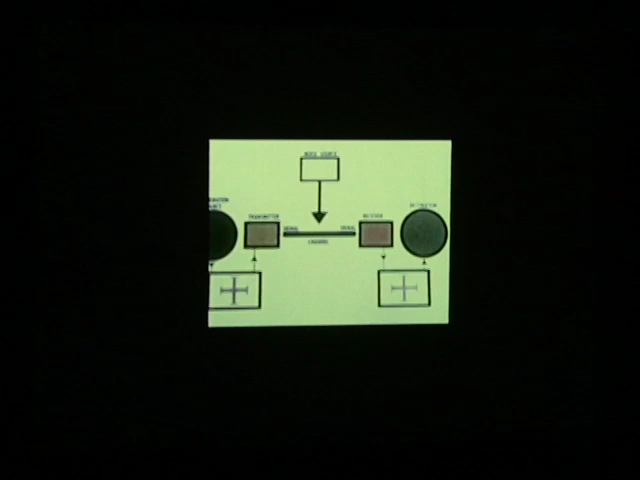 NOISE SOURCE
TRANSMITTER
SIGNAL
SIGNAL
RECEIVER
DESTINATION
CHANNEL